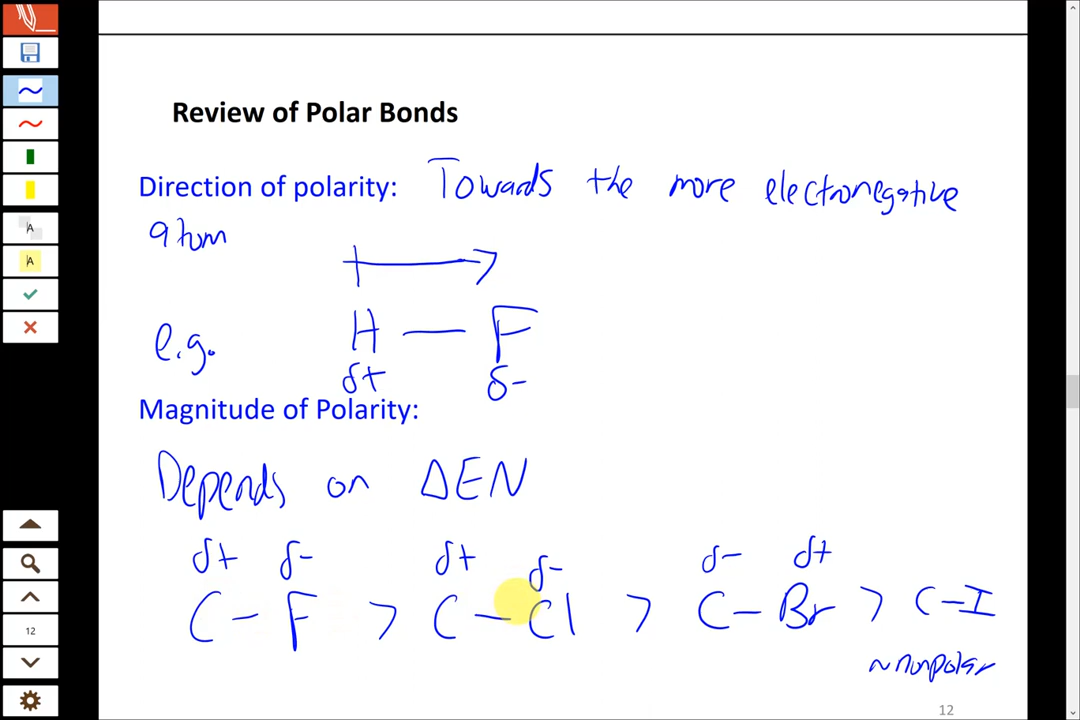 Review of Polar Bonds
Direction of polarity: Towards the more electronegative
atom
e.g. H — F
δ+ δ-
Magnitude of Polarity:
Depends on ΔEN
δ+ δ- δ+ δ- δ- δ+
C - F > C - Cl > C - Br > C - I
~ nonpolar
12
12
A
A